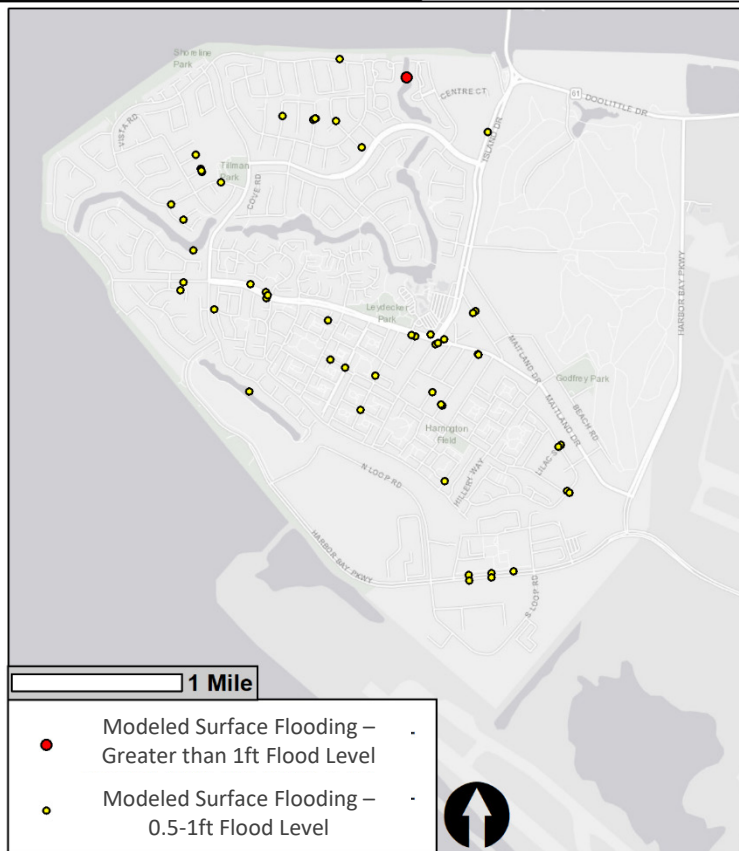 Shoreline
Park
CENTRE CT
61
DOOLITTLE DR
VISTA RD
ISLAND DR
Tillman
Park
COVE RD
HARBOR BAY PKWY
Leydecker
Park
MAITLAND DR
Godfrey Park
BEACH RD
MAITLAND DR
Harrington
Field
LILAC S
N LOOP RD
HILLERY WAY
HARBOR BAY PKWY
S LOOP RD
1 Mile
Modeled Surface Flooding –
Greater than 1ft Flood Level
Modeled Surface Flooding –
0.5-1ft Flood Level